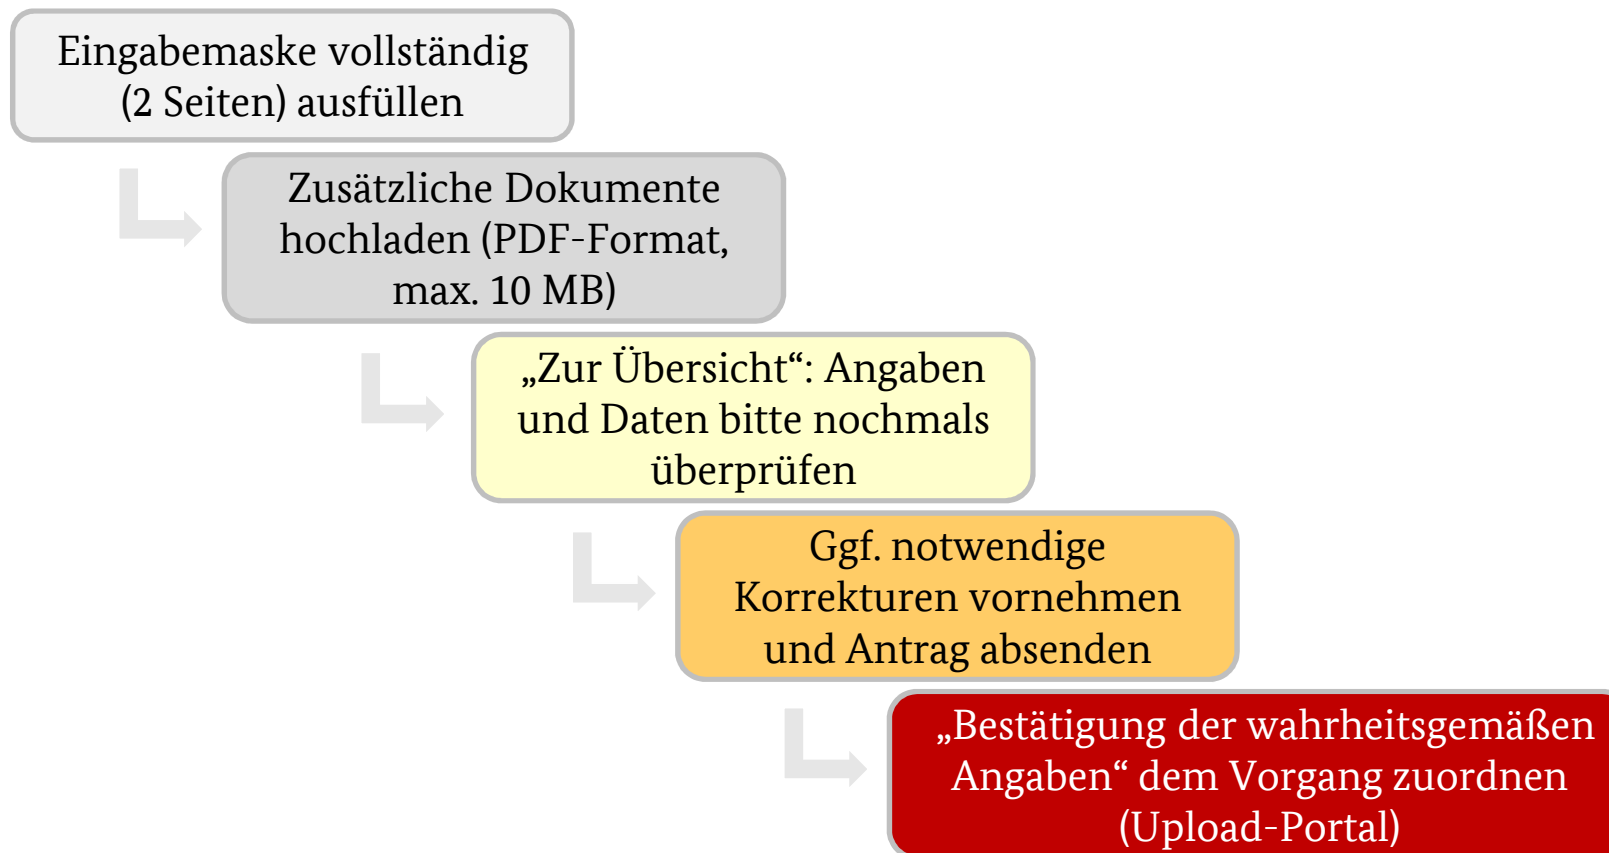 Eingabemaske vollständig
(2 Seiten) ausfüllen
Zusätzliche Dokumente
hochladen (PDF-Format,
max. 10 MB)
„Zur Übersicht“: Angaben
und Daten bitte nochmals
überprüfen
Ggf. notwendige
Korrekturen vornehmen
und Antrag absenden
„Bestätigung der wahrheitsgemäßen
Angaben“ dem Vorgang zuordnen
(Upload-Portal)